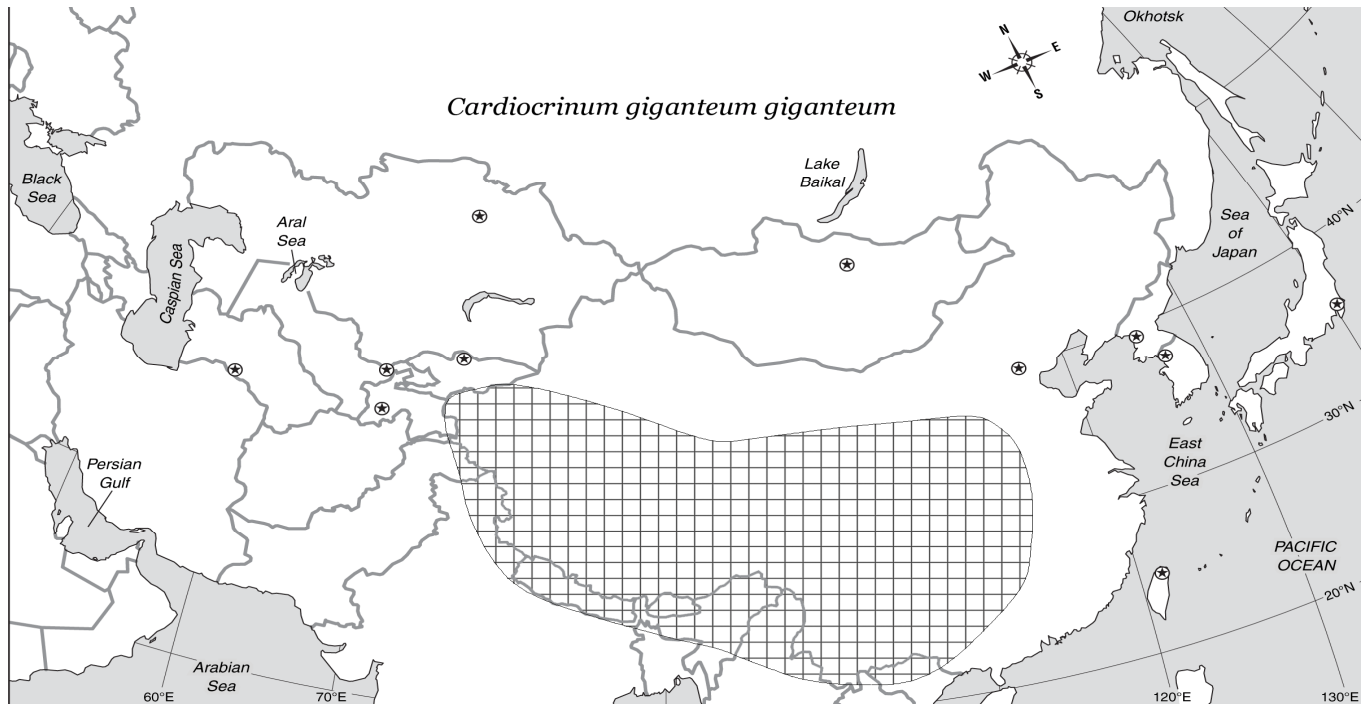 Okhotsk
N
E
W
S
Cardiocrinum giganteum giganteum
Lake
Baikal
Black
Sea
Aral
Sea
Caspian Sea
Sea
of
Japan
40°N
30°N
East
China
Sea
Persian
Gulf
PACIFIC
OCEAN
20°N
Arabian
Sea
60°E
70°E
120°E
130°E